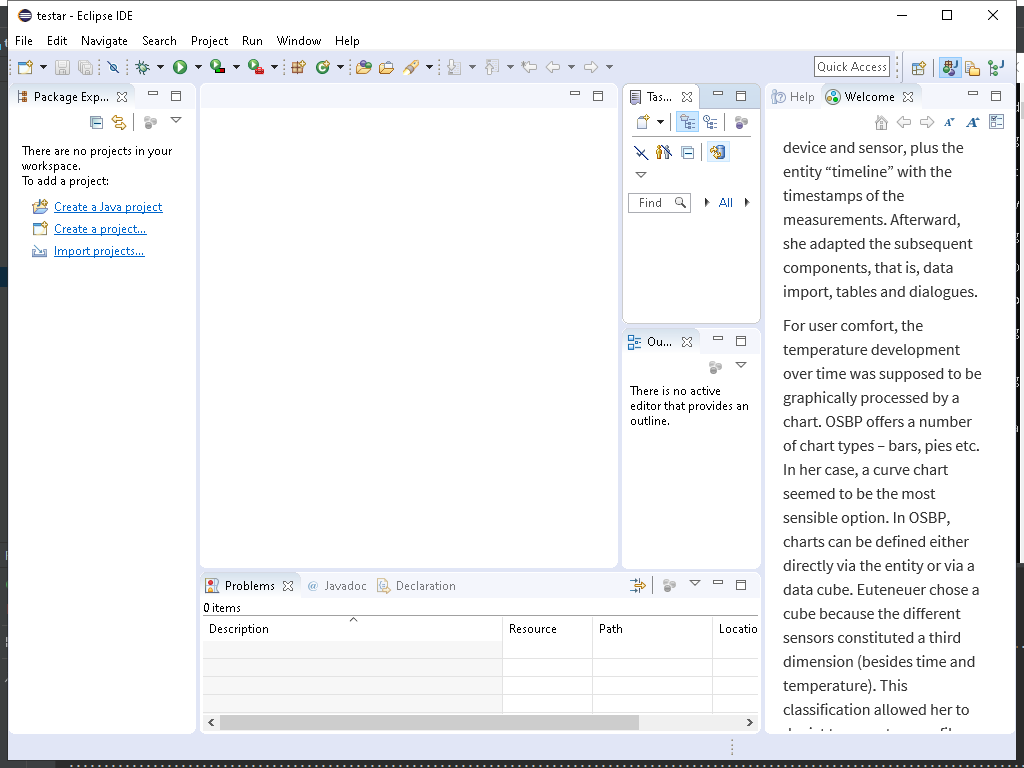 testar - Eclipse IDE
File Edit Navigate Search Project Run Window Help
Quick Access
Package Exp...
There are no projects in your
workspace.
To add a project:
Create a Java project
Create a project...
Import projects...
Tas...
Find
All
Ou...
There is no active
editor that provides an
outline.
Help
Welcome
device and sensor, plus the
entity “timeline” with the
timestamps of the
measurements. Afterward,
she adapted the subsequent
components, that is, data
import, tables and dialogues.
For user comfort, the
temperature development
over time was supposed to be
graphically processed by a
chart. OSBP offers a number
of chart types – bars, pies etc.
In her case, a curve chart
seemed to be the most
sensible option. In OSBP,
charts can be defined either
directly via the entity or via a
data cube. Euteneuer chose a
cube because the different
sensors constituted a third
dimension (besides time and
temperature). This
classification allowed her to
Problems
@ Javadoc
Declaration
0 items
Description Resource Path Locatio